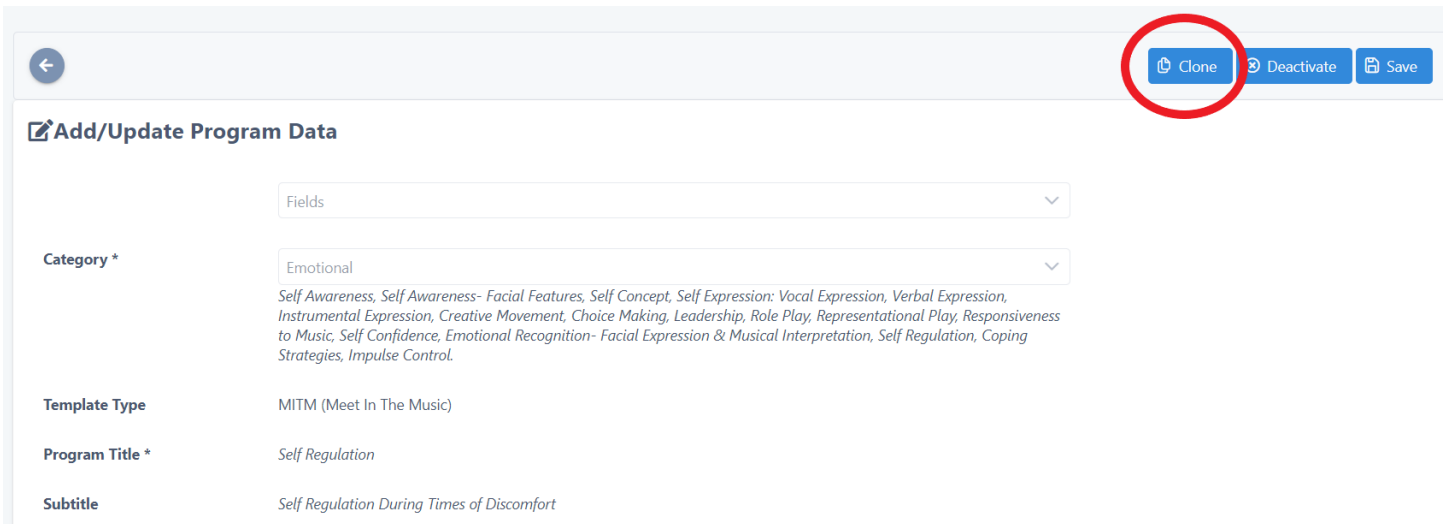 Clone
Deactivate
Save
Add/Update Program Data
Fields
Category *
Emotional
Self Awareness, Self Awareness- Facial Features, Self Concept, Self Expression: Vocal Expression, Verbal Expression,
Instrumental Expression, Creative Movement, Choice Making, Leadership, Role Play, Representational Play, Responsiveness
to Music, Self Confidence, Emotional Recognition- Facial Expression & Musical Interpretation, Self Regulation, Coping
Strategies, Impulse Control.
Template Type MITM (Meet In The Music)
Program Title * Self Regulation
Subtitle Self Regulation During Times of Discomfort